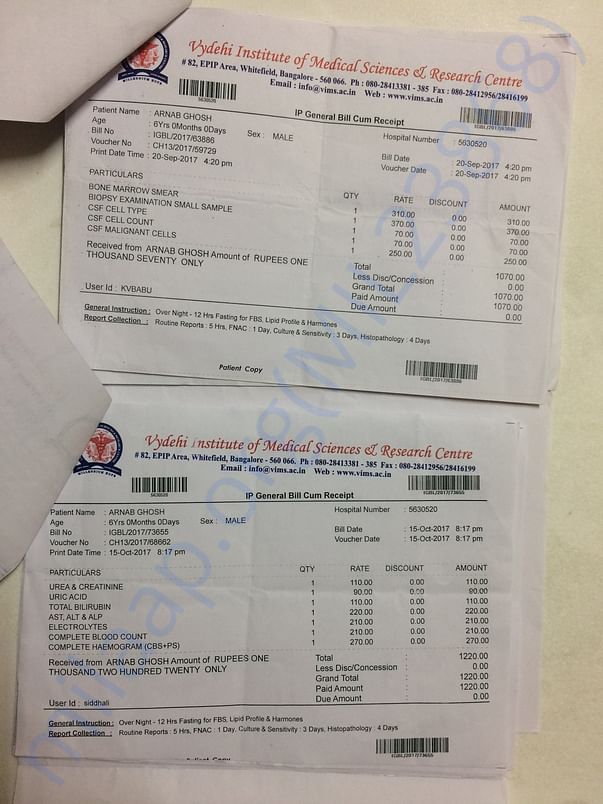 Vydehi Institute of Medical Sciences & Research Centre
# 82, EPIP Area, Whitefield, Bangalore - 560 066. Ph : 080-28413381 - 385 Fax : 080-28412956/28416199
Email : info@vims.ac.in Web : www.vims.ac.in
5630520
IP General Bill Cum Receipt
IGBL/2017/63886
Patient Name : ARNAB GHOSH
Hospital Number : 5630520
Age : 6Yrs 0Months 0Days Sex : MALE
Bill No : IGBL/2017/63886
Bill Date : 20-Sep-2017 4:20 pm
Voucher No : CH13/2017/59729
Voucher Date : 20-Sep-2017 4:20 pm
Print Date Time : 20-Sep-2017 4:20 pm
PARTICULARS QTY RATE DISCOUNT AMOUNT
BONE MARROW SMEAR 1 310.00 0.00 310.00
BIOPSY EXAMINATION SMALL SAMPLE 1 370.00 0.00 370.00
CSF CELL TYPE 1 70.00 0.00 70.00
CSF CELL COUNT 1 70.00 0.00 70.00
CSF MALIGNANT CELLS 1 250.00 0.00 250.00
Received from ARNAB GHOSH Amount of RUPEES ONE
THOUSAND SEVENTY ONLY
Total : 1070.00
Less Disc/Concession : 0.00
Grand Total : 1070.00
Paid Amount : 1070.00
Due Amount : 0.00
User Id : KVBABU
General Instruction : Over Night - 12 Hrs Fasting for FBS, Lipid Profile & Harmones
Report Collection : Routine Reports : 5 Hrs, FNAC : 1 Day, Culture & Sensitivity : 3 Days, Histopathology : 4 Days
Patient Copy
IGBL/2017/63886
Vydehi Institute of Medical Sciences & Research Centre
# 82, EPIP Area, Whitefield, Bangalore - 560 066. Ph : 080-28413381 - 385 Fax : 080-28412956/28416199
Email : info@vims.ac.in Web : www.vims.ac.in
5630520
IP General Bill Cum Receipt
IGBL/2017/73655
Patient Name : ARNAB GHOSH
Hospital Number : 5630520
Age : 6Yrs 0Months 0Days Sex : MALE
Bill No : IGBL/2017/73655
Bill Date : 15-Oct-2017 8:17 pm
Voucher No : CH13/2017/68662
Voucher Date : 15-Oct-2017 8:17 pm
Print Date Time : 15-Oct-2017 8:17 pm
PARTICULARS QTY RATE DISCOUNT AMOUNT
UREA & CREATININE 1 110.00 0.00 110.00
URIC ACID 1 90.00 0.00 90.00
TOTAL BILIRUBIN 1 110.00 0.00 110.00
AST, ALT & ALP 1 220.00 0.00 220.00
ELECTROLYTES 1 210.00 0.00 210.00
COMPLETE BLOOD COUNT 1 210.00 0.00 210.00
COMPLETE HAEMOGRAM (CBS+PS) 1 270.00 0.00 270.00
Received from ARNAB GHOSH Amount of RUPEES ONE
THOUSAND TWO HUNDRED TWENTY ONLY
Total : 1220.00
Less Disc/Concession : 0.00
Grand Total : 1220.00
Paid Amount : 1220.00
Due Amount : 0.00
User Id : siddhali
General Instruction : Over Night - 12 Hrs Fasting for FBS, Lipid Profile & Harmones
Report Collection : Routine Reports : 5 Hrs, FNAC : 1 Day, Culture & Sensitivity : 3 Days, Histopathology : 4 Days
IGBL/2017/73655